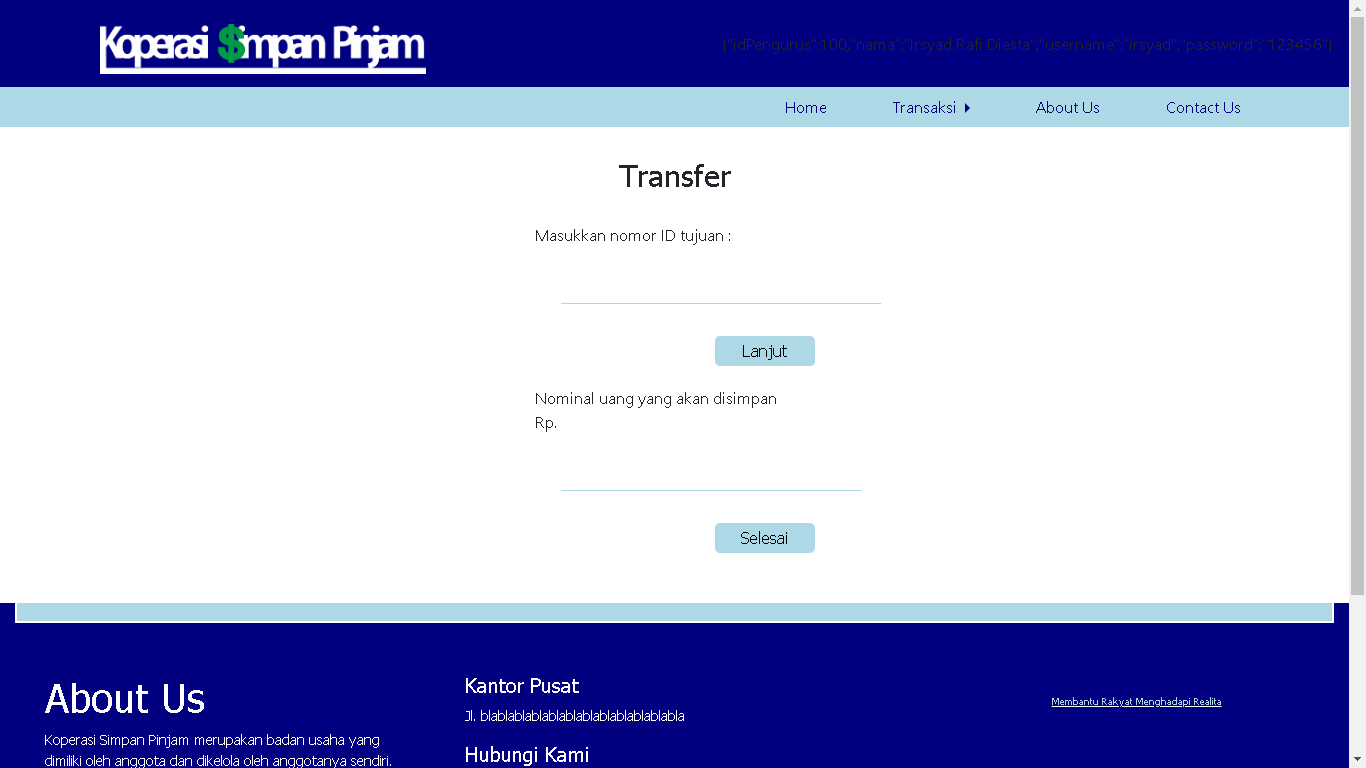 Koperasi $impan Pinjam
{"idPengurus":100,"nama":"Irsyad Rafi Diesta","username":"irsyad","password":"123456"}
Home Transaksi About Us Contact Us
Transfer
Masukkan nomor ID tujuan :
Lanjut
Nominal uang yang akan disimpan
Rp.
Selesai
About Us
Koperasi Simpan Pinjam merupakan badan usaha yang
dimiliki oleh anggota dan dikelola oleh anggotanya sendiri.
Kantor Pusat
Jl. blablablablablablablablablablablabla
Hubungi Kami
Membantu Rakyat Menghadapi Realita